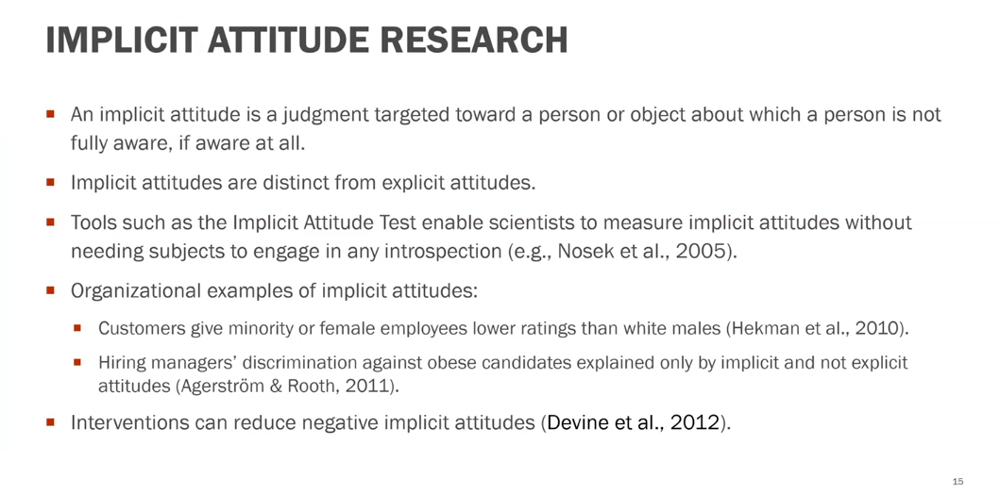 IMPLICIT ATTITUDE RESEARCH
▪ An implicit attitude is a judgment targeted toward a person or object about which a person is not
fully aware, if aware at all.
▪ Implicit attitudes are distinct from explicit attitudes.
▪ Tools such as the Implicit Attitude Test enable scientists to measure implicit attitudes without
needing subjects to engage in any introspection (e.g., Nosek et al., 2005).
▪ Organizational examples of implicit attitudes:
▪ Customers give minority or female employees lower ratings than white males (Hekman et al., 2010).
▪ Hiring managers’ discrimination against obese candidates explained only by implicit and not explicit
attitudes (Agerström & Rooth, 2011).
▪ Interventions can reduce negative implicit attitudes (Devine et al., 2012).
15